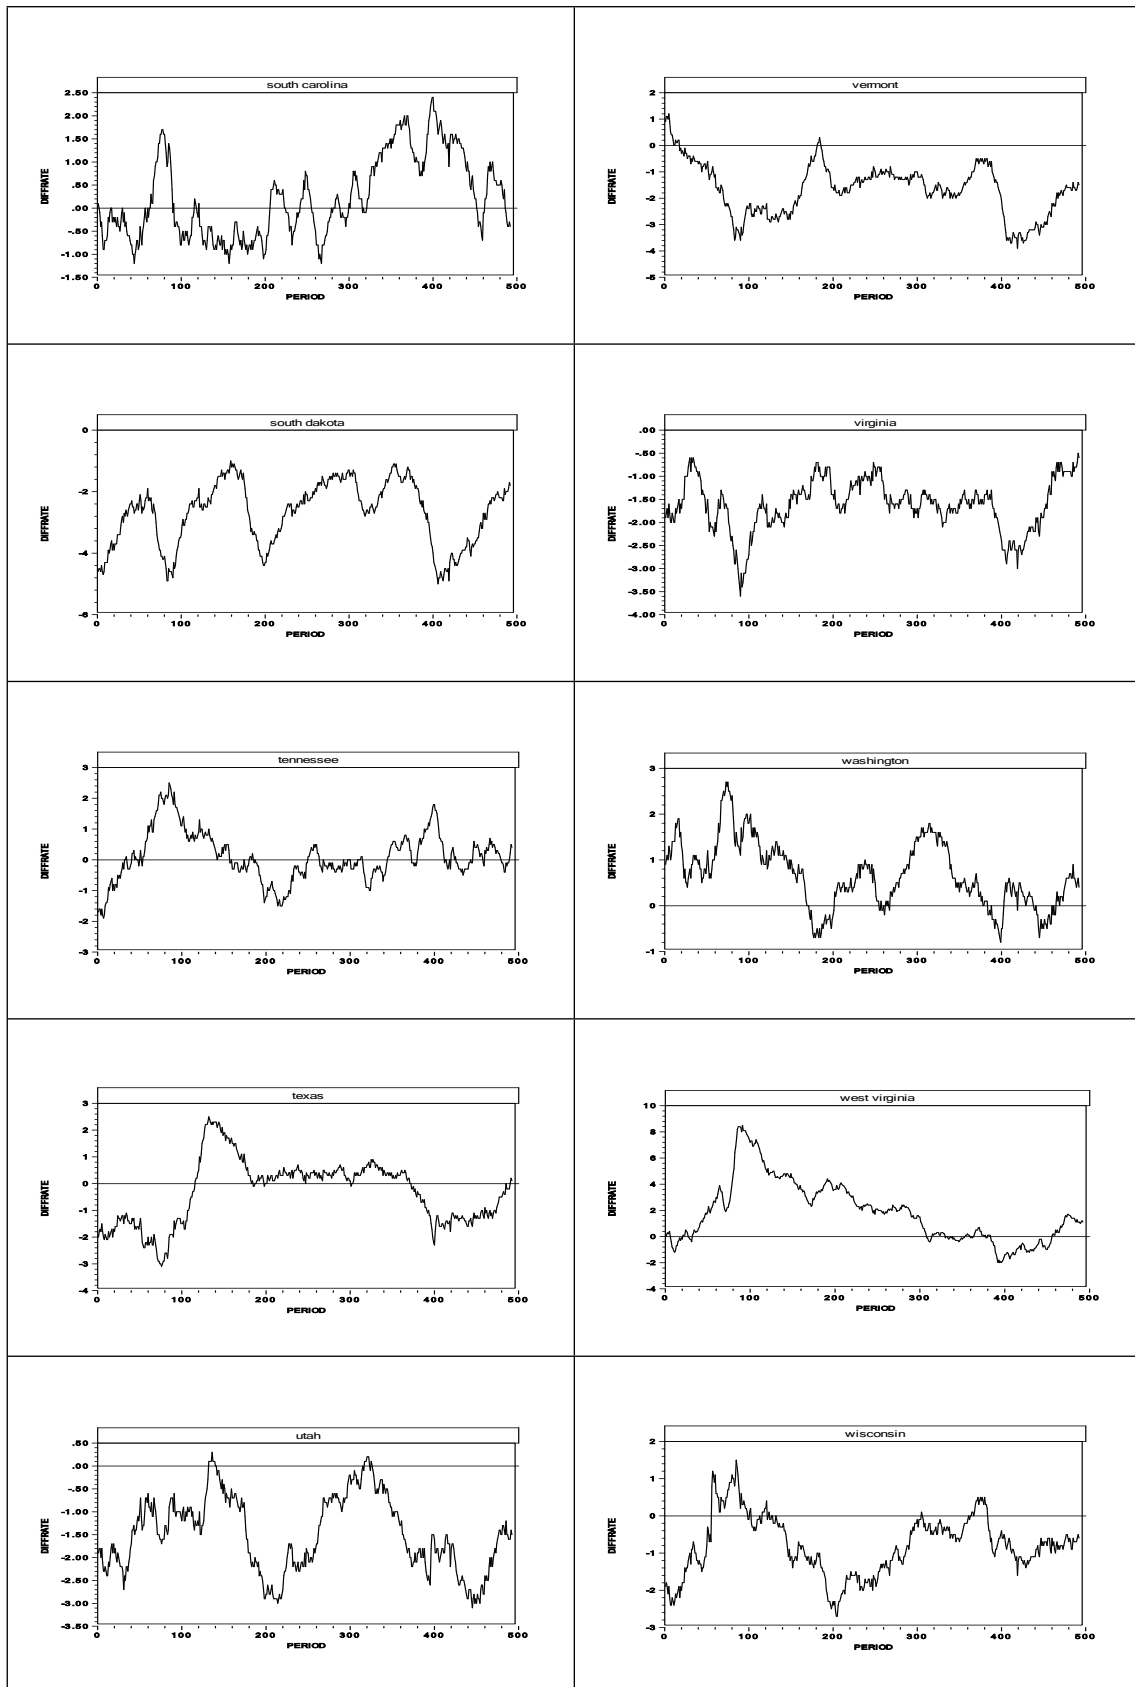 south carolina
DIFFRATE
2.50
2.00
1.50
1.00
.50
.00
-.50
-1.00
-1.50
0 100 200 300 400 500
PERIOD
vermont
DIFFRATE
2
1
0
-1
-2
-3
-4
-5
0 100 200 300 400 500
PERIOD
south dakota
DIFFRATE
0
-2
-4
-6
0 100 200 300 400 500
PERIOD
virginia
DIFFRATE
.00
-.50
-1.00
-1.50
-2.00
-2.50
-3.00
-3.50
-4.00
0 100 200 300 400 500
PERIOD
tennessee
DIFFRATE
3
2
1
0
-1
-2
-3
0 100 200 300 400 500
PERIOD
washington
DIFFRATE
3
2
1
0
-1
0 100 200 300 400 500
PERIOD
texas
DIFFRATE
3
2
1
0
-1
-2
-3
-4
0 100 200 300 400 500
PERIOD
west virginia
DIFFRATE
10
8
6
4
2
0
-2
-4
0 100 200 300 400 500
PERIOD
utah
DIFFRATE
.50
.00
-.50
-1.00
-1.50
-2.00
-2.50
-3.00
-3.50
0 100 200 300 400 500
PERIOD
wisconsin
DIFFRATE
2
1
0
-1
-2
-3
0 100 200 300 400 500
PERIOD